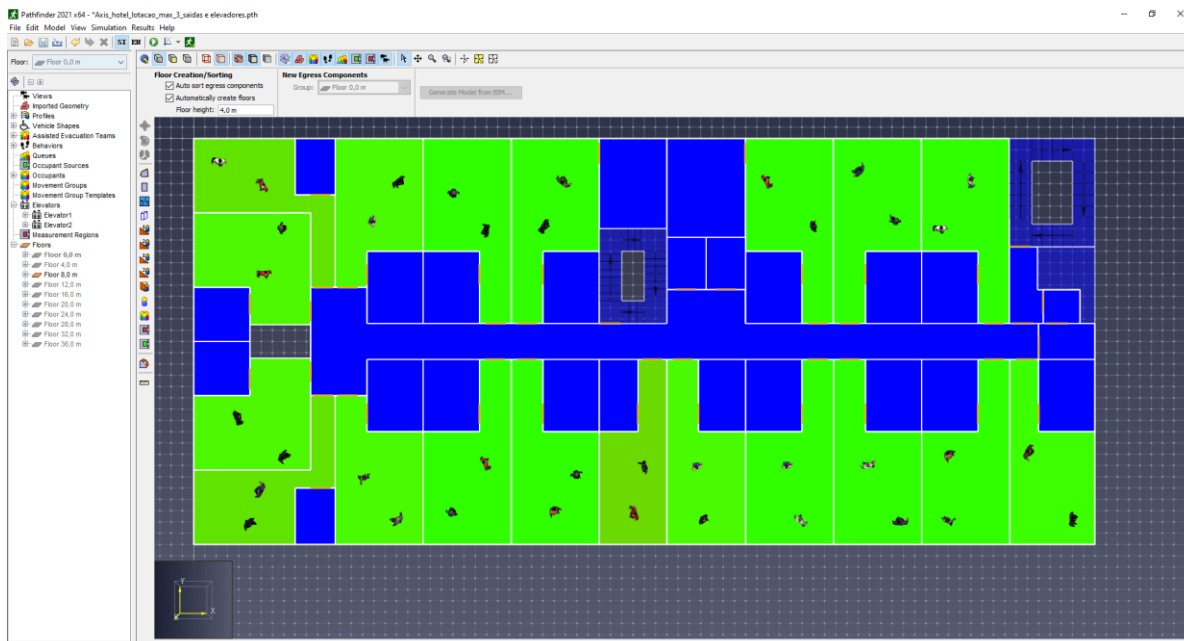 Pathfinder 2021 x64 - "Axis_hotel_lotacao_max_3_saidas e elevadores.pth
File Edit Model View Simulation Results Help
SI EN
Floor: Floor 0,0 m
Floor Creation/Sorting
Auto sort egress components
Automatically create floors
Floor height: 4,0 m
New Egress Components
Group: Floor 0,0 m
Generate Model from BIM...
Views
Imported Geometry
Profiles
Vehicle Shapes
Assisted Evacuation Teams
Behaviors
Queues
Occupant Sources
Occupants
Movement Groups
Movement Group Templates
Elevators
Elevator1
Elevator2
Measurement Regions
Floors
Floor 0,0 m
Floor 4,0 m
Floor 8,0 m
Floor 12,0 m
Floor 16,0 m
Floor 20,0 m
Floor 24,0 m
Floor 28,0 m
Floor 32,0 m
Floor 36,0 m
Y
X